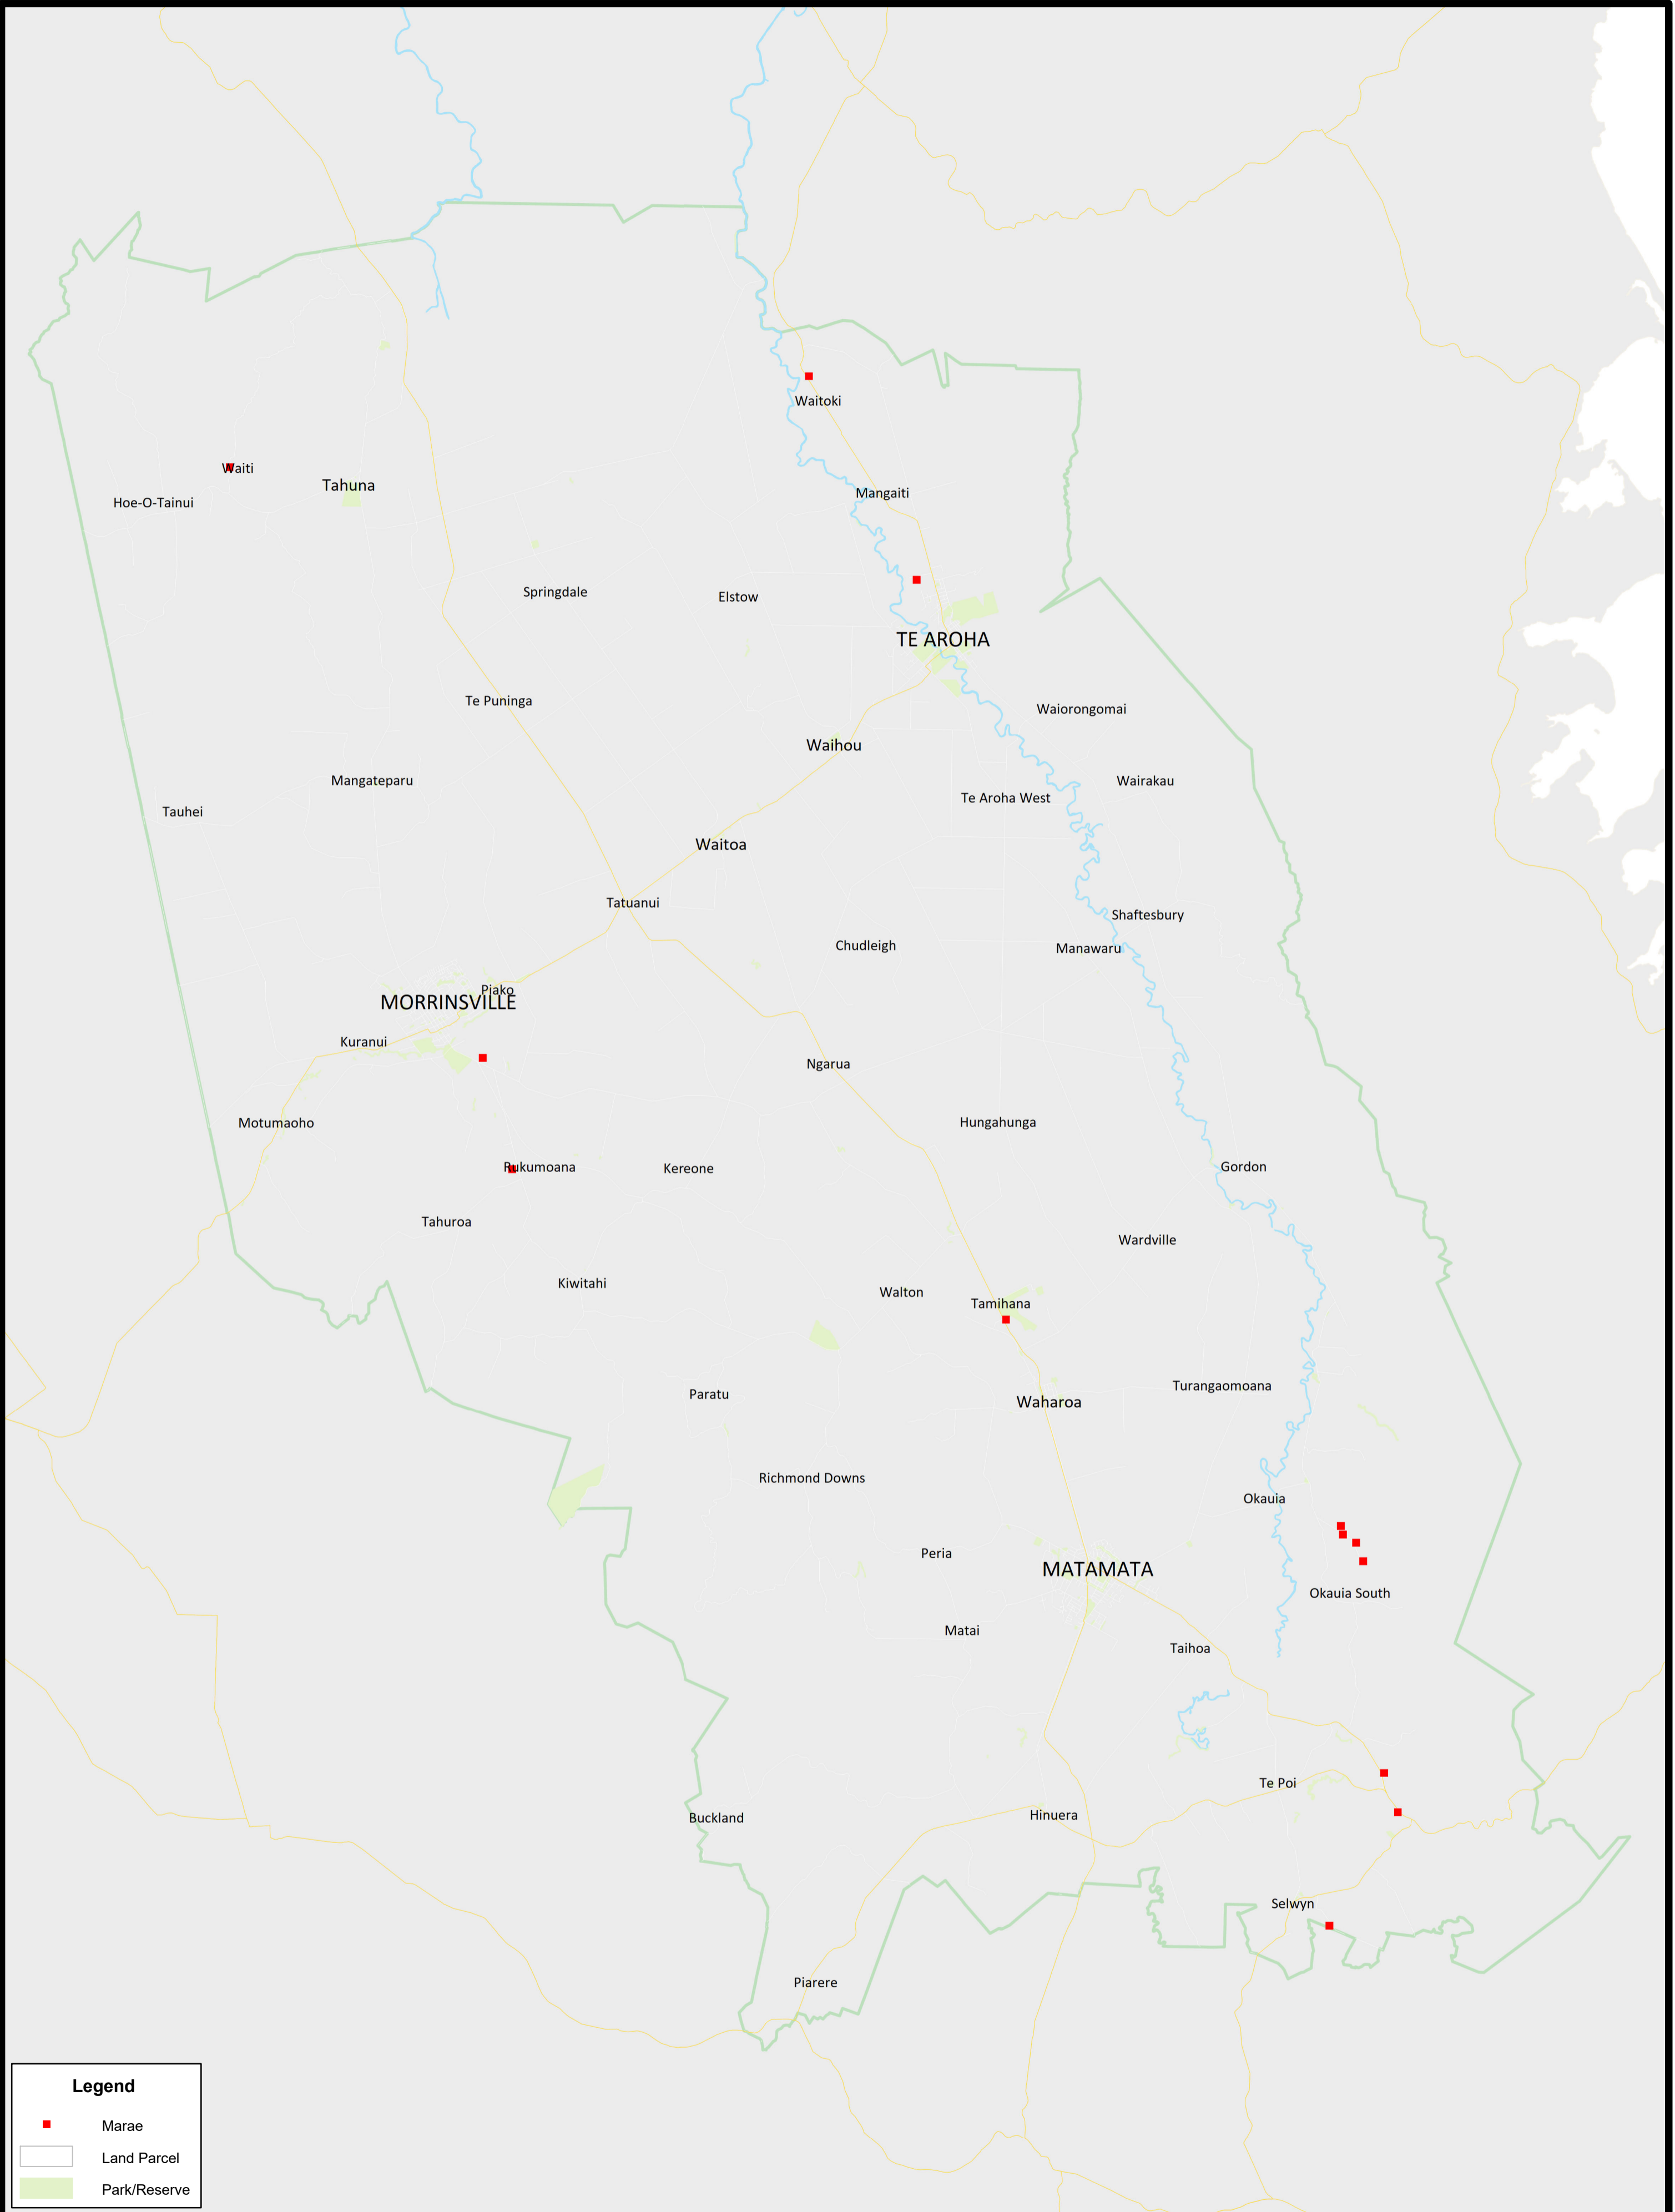 Waitoki
Waiti
Tahuna
Mangaiti
Hoe-O-Tainui
Springdale
Elstow
TE AROHA
Te Puninga
Waiorongomai
Waihou
Mangateparu
Wairakau
Te Aroha West
Tauhei
Waitoa
Tatuanui
Shaftesbury
Chudleigh
Manawaru
Piako
MORRINSVILLE
Kuranui
Ngarua
Motumaoho
Hungahunga
Rukumoana
Kereone
Gordon
Tahuroa
Wardville
Kiwitahi
Walton
Tamihana
Turangaomoana
Paratu
Waharoa
Richmond Downs
Okauia
Peria
MATAMATA
Okauia South
Matai
Taihoa
Te Poi
Hinuera
Buckland
Selwyn
Piarere
Legend
Marae
Land Parcel
Park/Reserve